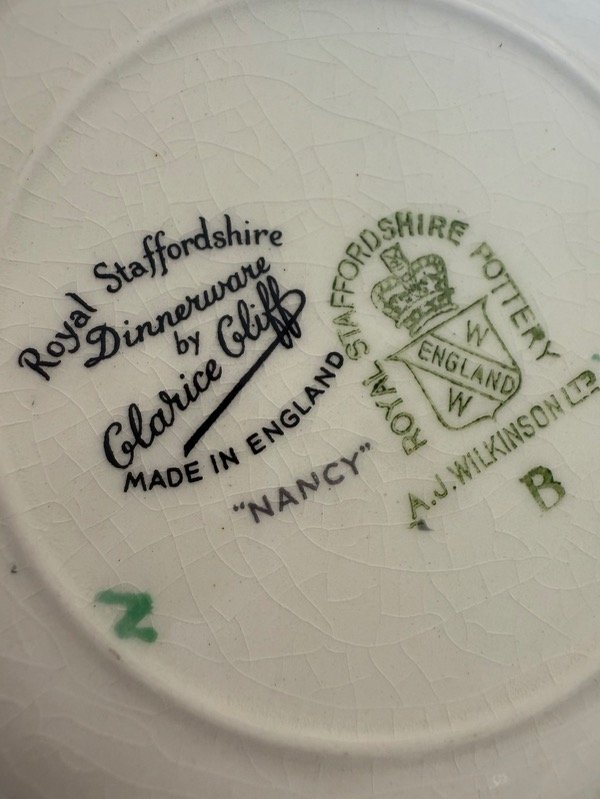 Royal Staffordshire
Dinnerware
by
Clarice Cliff
MADE IN ENGLAND
"NANCY"
ROYAL STAFFORDSHIRE POTTERY
W
ENGLAND
W
A.J. WILKINSON LTD
B
N